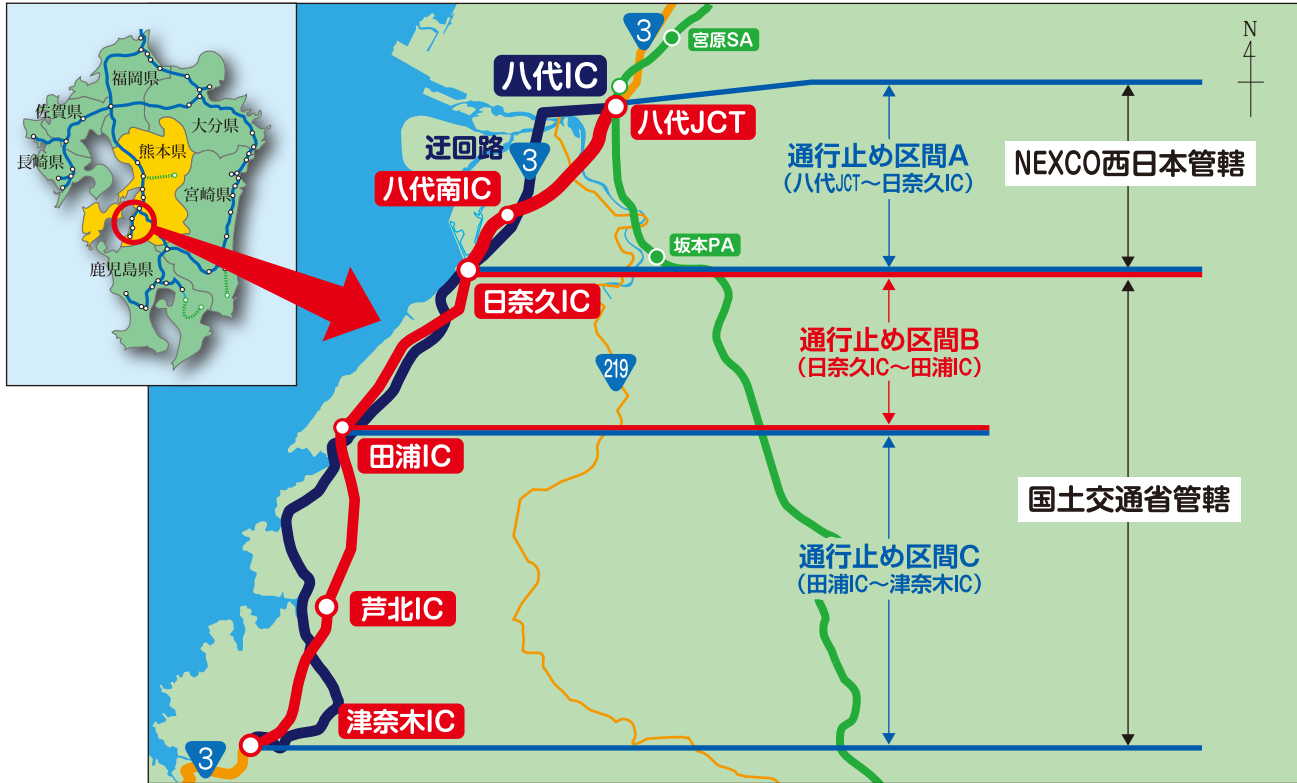 福岡県
佐賀県
大分県
長崎県
熊本県
宮崎県
鹿児島県
3
宮原SA
N
八代IC
八代JCT
迂回路
3
八代南IC
坂本PA
日奈久IC
219
田浦IC
芦北IC
津奈木IC
3
通行止め区間A
(八代JCT〜日奈久IC)
NEXCO西日本管轄
通行止め区間B
(日奈久IC〜田浦IC)
国土交通省管轄
通行止め区間C
(田浦IC〜津奈木IC)